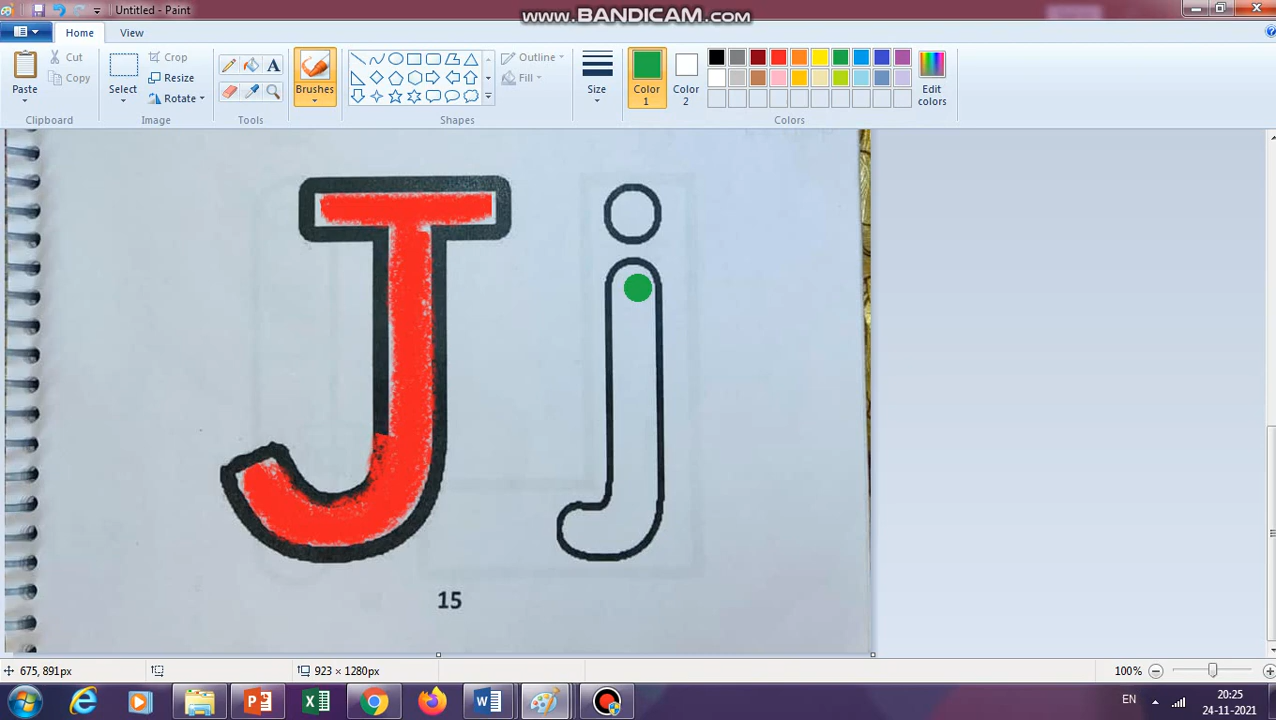 Untitled - Paint
www.BANDICAM.com
Home
View
Paste
Cut
Copy
Clipboard
Select
Crop
Resize
Rotate
Image
A
Tools
Brushes
Shapes
Outline
Fill
Size
Color 1
Color 2
Colors
Edit colors
J j
15
675, 891px
923 × 1280px
100%
EN
20:25
24-11-2021